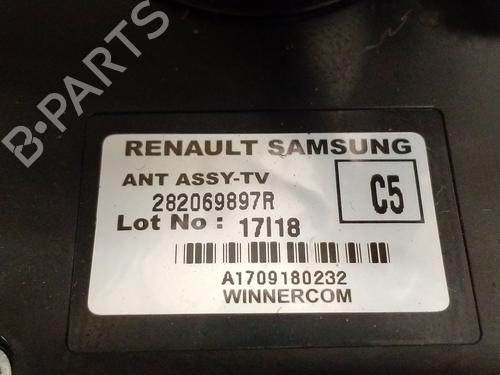 B-PARTS
RENAULT SAMSUNG
ANT ASSY-TV
282069897R
C5
Lot No : 17I18
A1709180232
WINNERCOM